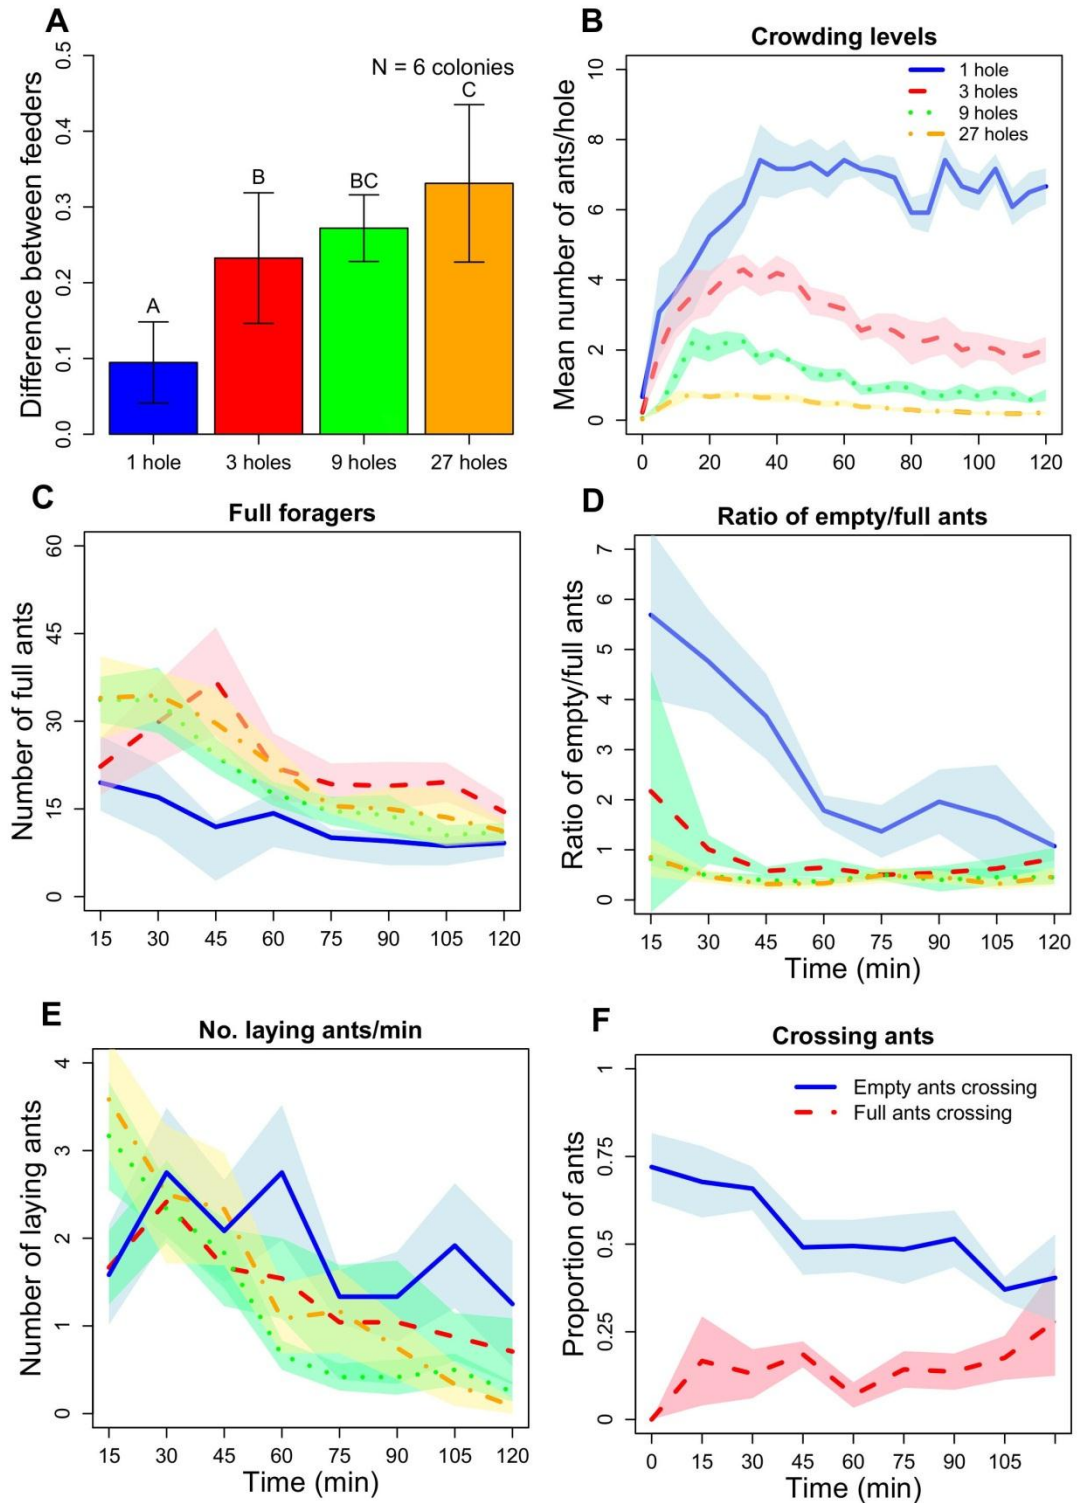 A
Difference between feeders
0.0 0.1 0.2 0.3 0.4 0.5
N = 6 colonies
A
B
BC
C
1 hole 3 holes 9 holes 27 holes
B
Crowding levels
Mean number of ants/hole
10
8
6
4
2
0
1 hole
3 holes
9 holes
27 holes
0 20 40 60 80 100 120
C
Full foragers
Number of full ants
0 15 30 45 60
15 30 45 60 75 90 105 120
D
Ratio of empty/full ants
Ratio of empty/full ants
0 1 2 3 4 5 6 7
15 30 45 60 75 90 105 120
Time (min)
E
No. laying ants/min
Number of laying ants
0 1 2 3 4
15 30 45 60 75 90 105 120
Time (min)
F
Crossing ants
Proportion of ants
0 0.25 0.5 0.75 1
Empty ants crossing
Full ants crossing
0 15 30 45 60 75 90 105
Time (min)